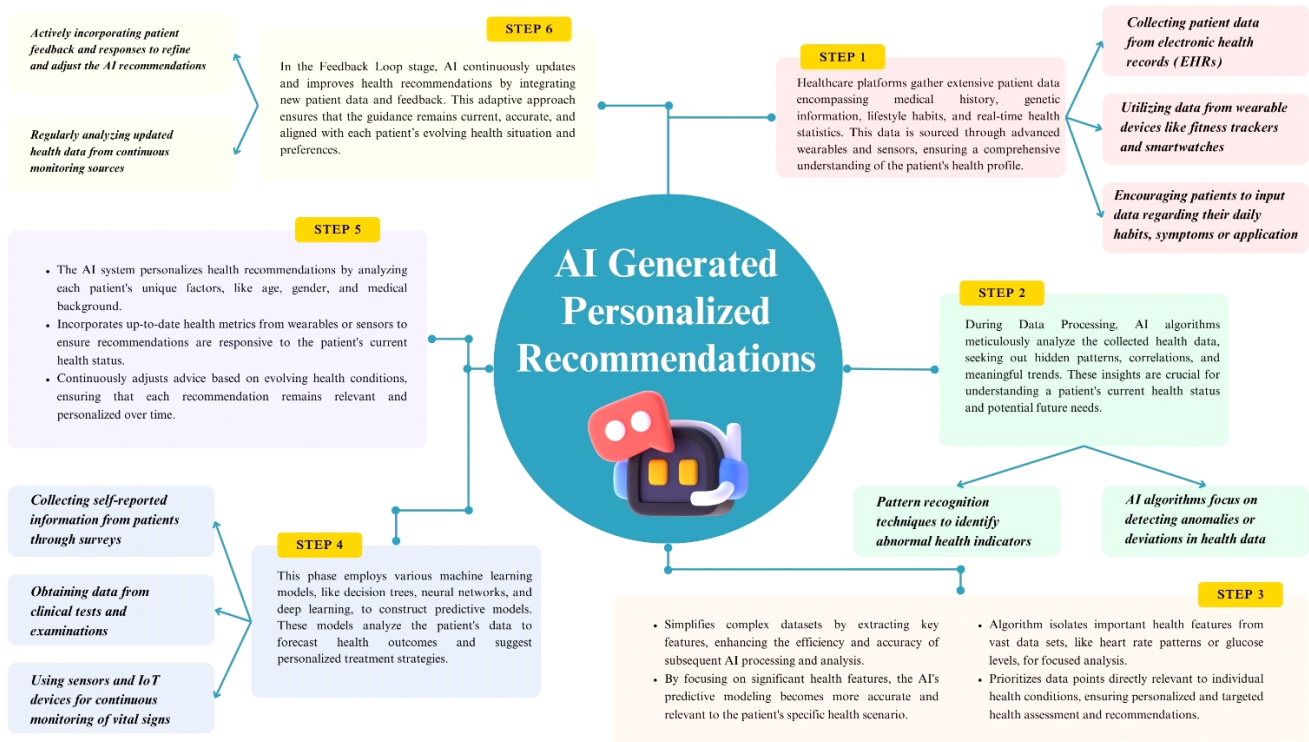 AI Generated
Personalized
Recommendations
STEP 1
Healthcare platforms gather extensive patient data
encompassing medical history, genetic
information, lifestyle habits, and real-time health
statistics. This data is sourced through advanced
wearables and sensors, ensuring a comprehensive
understanding of the patient's health profile.
Collecting patient data
from electronic health
records (EHRs)
Utilizing data from wearable
devices like fitness trackers
and smartwatches
Encouraging patients to input
data regarding their daily
habits, symptoms or application
STEP 2
During Data Processing, AI algorithms
meticulously analyze the collected health data,
seeking out hidden patterns, correlations, and
meaningful trends. These insights are crucial for
understanding a patient's current health status
and potential future needs.
Pattern recognition
techniques to identify
abnormal health indicators
AI algorithms focus on
detecting anomalies or
deviations in health data
STEP 3
• Simplifies complex datasets by extracting key
features, enhancing the efficiency and accuracy of
subsequent AI processing and analysis.
• By focusing on significant health features, the AI's
predictive modeling becomes more accurate and
relevant to the patient's specific health scenario.
• Algorithm isolates important health features from
vast data sets, like heart rate patterns or glucose
levels, for focused analysis.
• Prioritizes data points directly relevant to individual
health conditions, ensuring personalized and targeted
health assessment and recommendations.
STEP 4
This phase employs various machine learning
models, like decision trees, neural networks, and
deep learning, to construct predictive models.
These models analyze the patient's data to
forecast health outcomes and suggest
personalized treatment strategies.
Collecting self-reported
information from patients
through surveys
Obtaining data from
clinical tests and
examinations
Using sensors and IoT
devices for continuous
monitoring of vital signs
STEP 5
• The AI system personalizes health recommendations by analyzing
each patient's unique factors, like age, gender, and medical
background.
• Incorporates up-to-date health metrics from wearables or sensors to
ensure recommendations are responsive to the patient's current
health status.
• Continuously adjusts advice based on evolving health conditions,
ensuring that each recommendation remains relevant and
personalized over time.
STEP 6
In the Feedback Loop stage, AI continuously updates
and improves health recommendations by integrating
new patient data and feedback. This adaptive approach
ensures that the guidance remains current, accurate, and
aligned with each patient's evolving health situation and
preferences.
Actively incorporating patient
feedback and responses to refine
and adjust the AI recommendations
Regularly analyzing updated
health data from continuous
monitoring sources